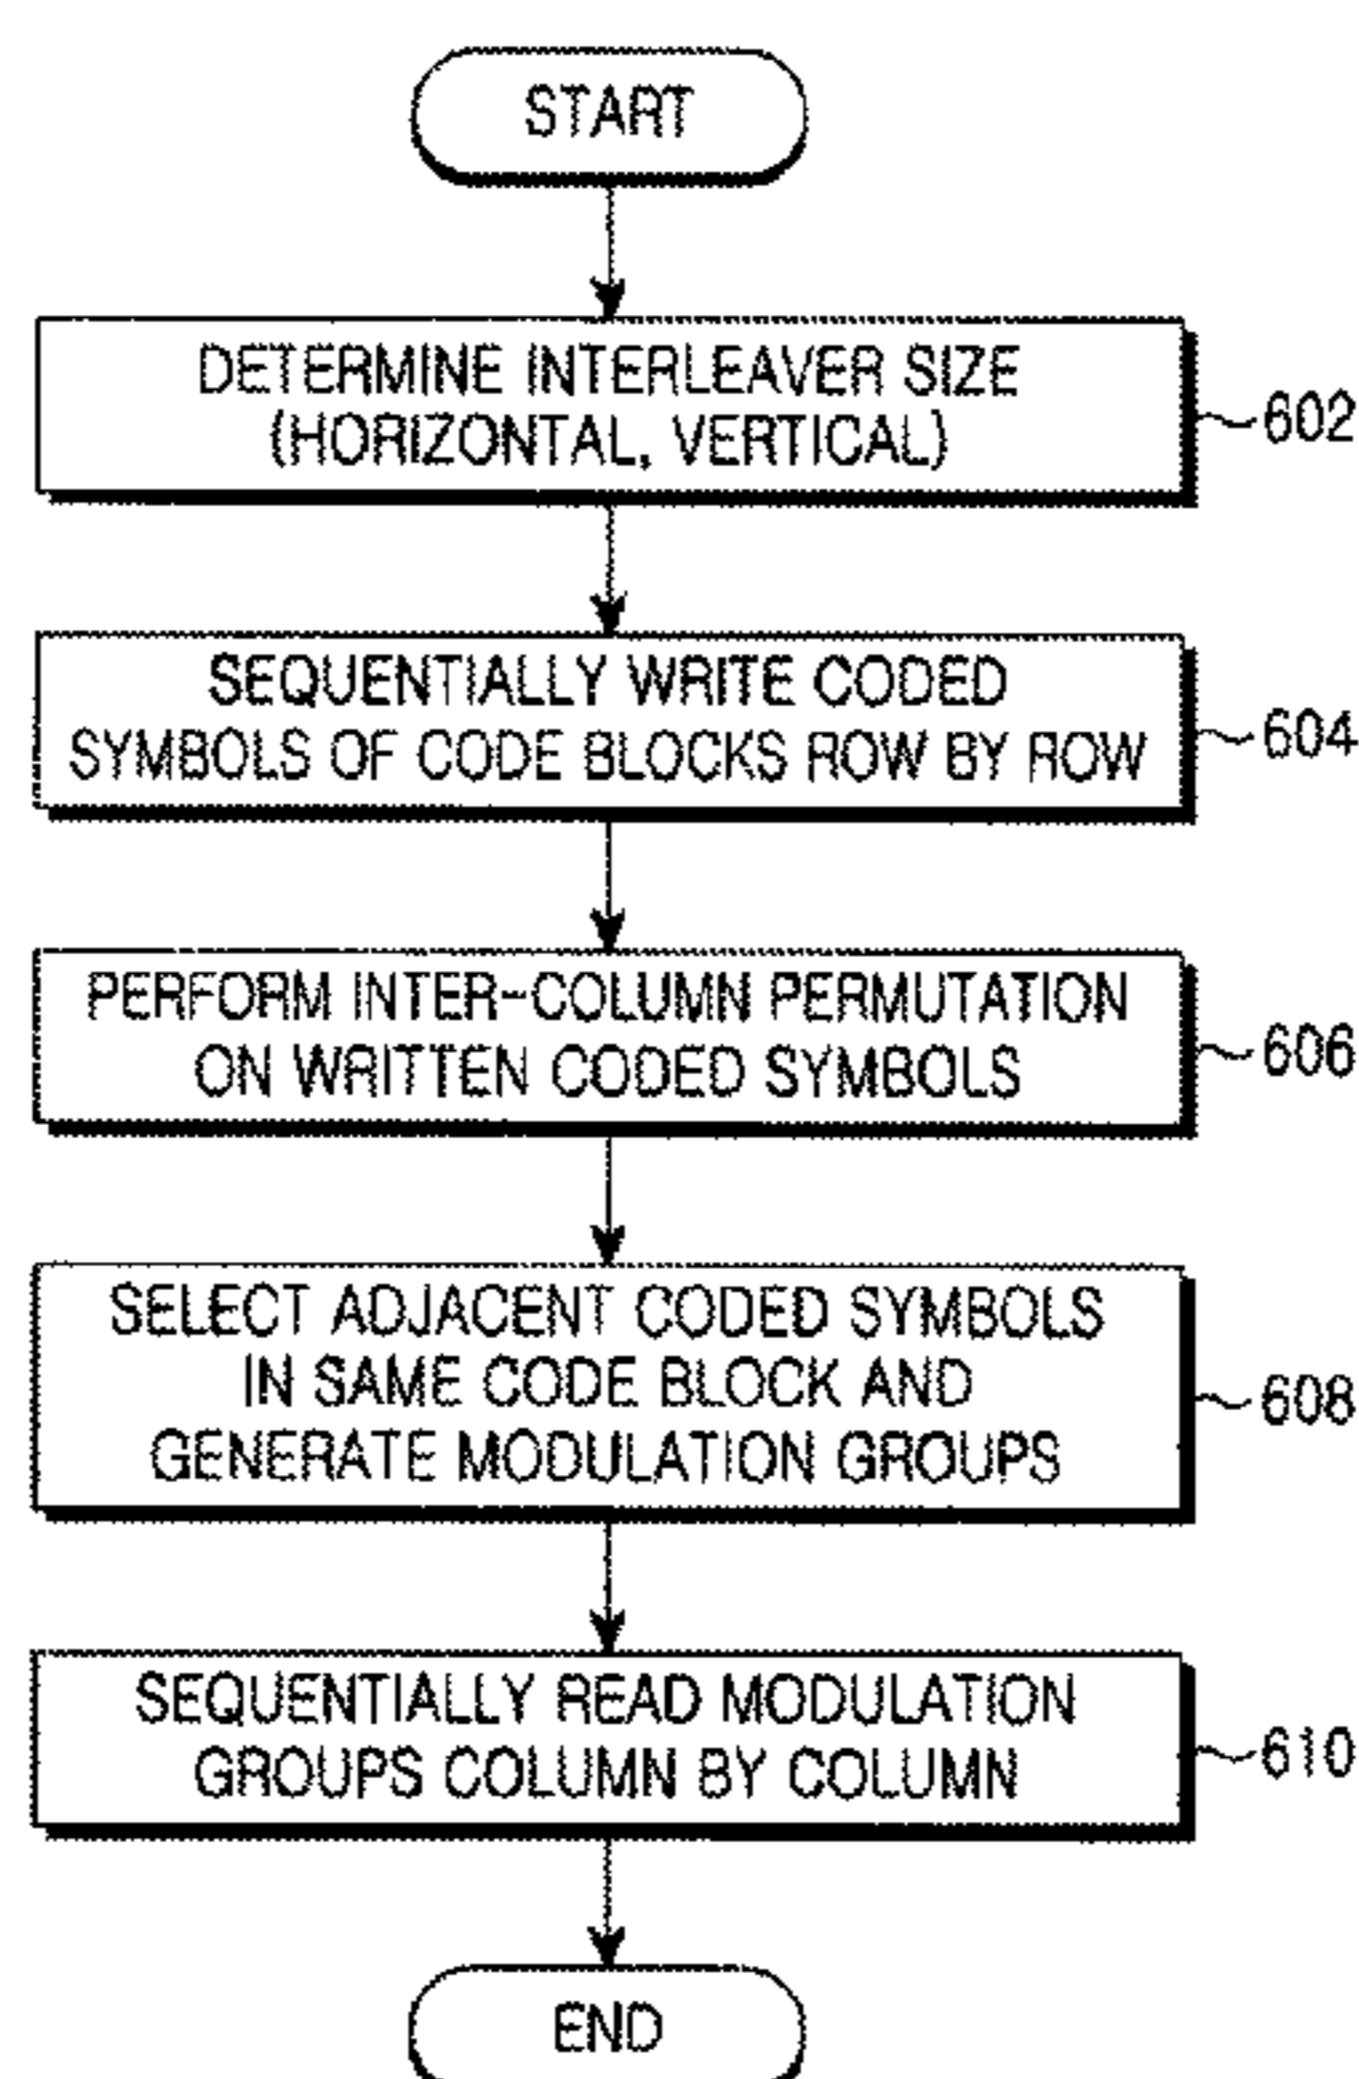 START
DETERMINE INTERLEAVER SIZE
(HORIZONTAL, VERTICAL)
602
SEQUENTIALLY WRITE CODED
SYMBOLS OF CODE BLOCKS ROW BY ROW
604
PERFORM INTER-COLUMN PERMUTATION
ON WRITTEN CODED SYMBOLS
606
SELECT ADJACENT CODED SYMBOLS
IN SAME CODE BLOCK AND
GENERATE MODULATION GROUPS
608
SEQUENTIALLY READ MODULATION
GROUPS COLUMN BY COLUMN
610
END